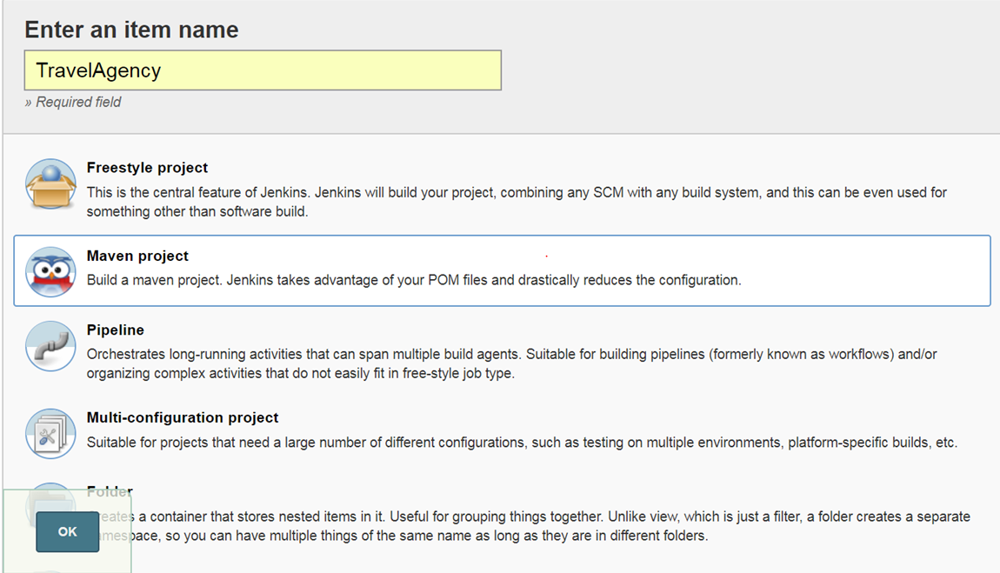 Enter an item name
TravelAgency
» Required field
Freestyle project
This is the central feature of Jenkins. Jenkins will build your project, combining any SCM with any build system, and this can be even used for
something other than software build.
Maven project
Build a maven project. Jenkins takes advantage of your POM files and drastically reduces the configuration.
Pipeline
Orchestrates long-running activities that can span multiple build agents. Suitable for building pipelines (formerly known as workflows) and/or
organizing complex activities that do not easily fit in free-style job type.
Multi-configuration project
Suitable for projects that need a large number of different configurations, such as testing on multiple environments, platform-specific builds, etc.
Folder
Creates a container that stores nested items in it. Useful for grouping things together. Unlike view, which is just a filter, a folder creates a separate
namespace, so you can have multiple things of the same name as long as they are in different folders.
OK